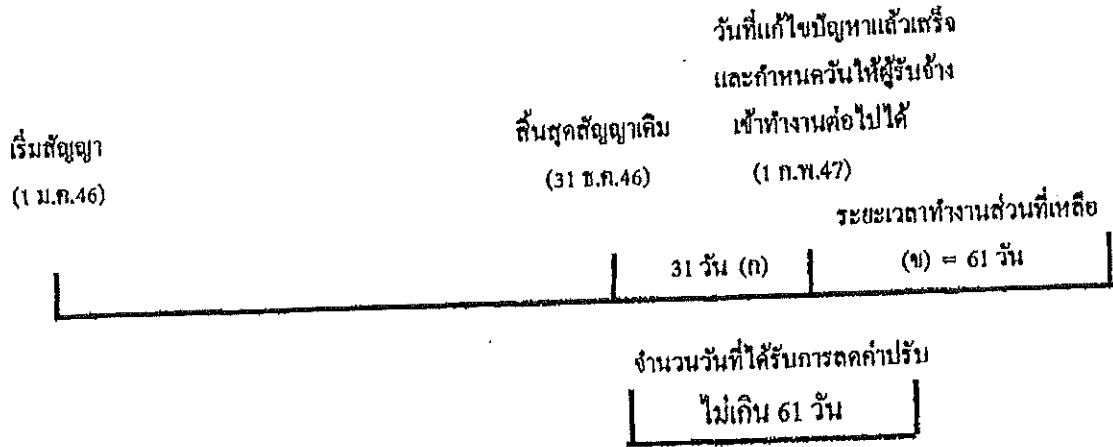 วันที่แก้ไขปัญหาแล้วเสร็จ
และกำหนดวันให้ผู้รับจ้าง
เข้าทำงานต่อไปได้
(1 ก.พ.47)
เริ่มสัญญา
(1 ม.ค.46)
สิ้นสุดสัญญาเดิม
(31 ธ.ค.46)
ระยะเวลาทำงานส่วนที่เหลือ
(ข) = 61 วัน
31 วัน (ก)
จำนวนวันที่ได้รับการลดค่าปรับ
ไม่เกิน 61 วัน